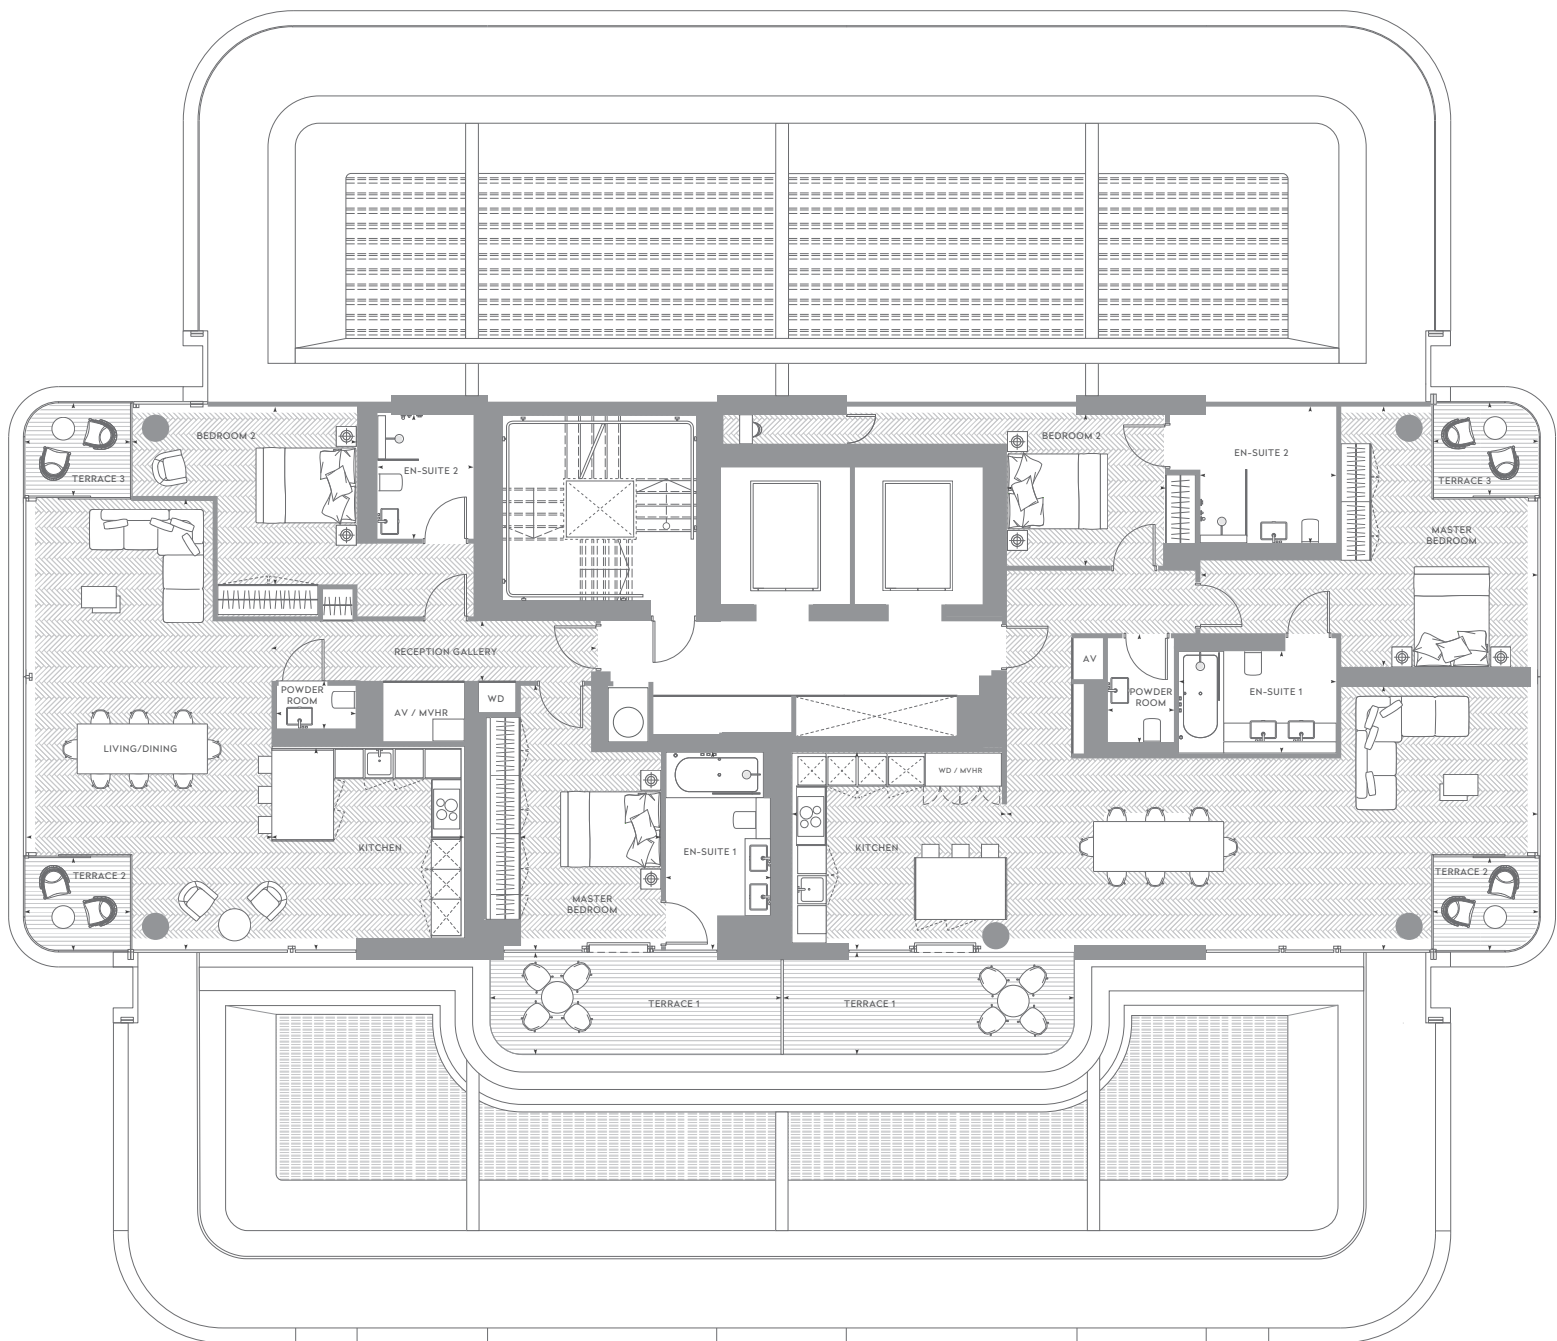 BEDROOM 2
EN-SUITE 2
TERRACE 3
BEDROOM 2
EN-SUITE 2
TERRACE 3
MASTER
BEDROOM
RECEPTION GALLERY
POWDER
ROOM
AV / MVHR
WD
AV
POWDER
ROOM
EN-SUITE 1
LIVING/DINING
KITCHEN
WD / MVHR
KITCHEN
EN-SUITE 1
TERRACE 2
MASTER
BEDROOM
TERRACE 2
TERRACE 1
TERRACE 1